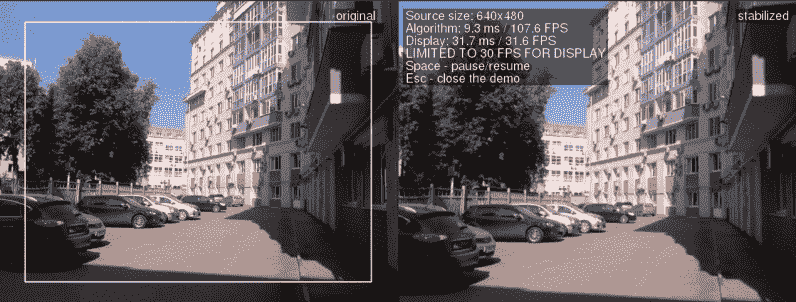 original
Source size: 640x480
Algorithm: 9.3 ms / 107.6 FPS
Display: 31.7 ms / 31.6 FPS
LIMITED TO 30 FPS FOR DISPLAY
Space - pause/resume
Esc - close the demo
stabilized